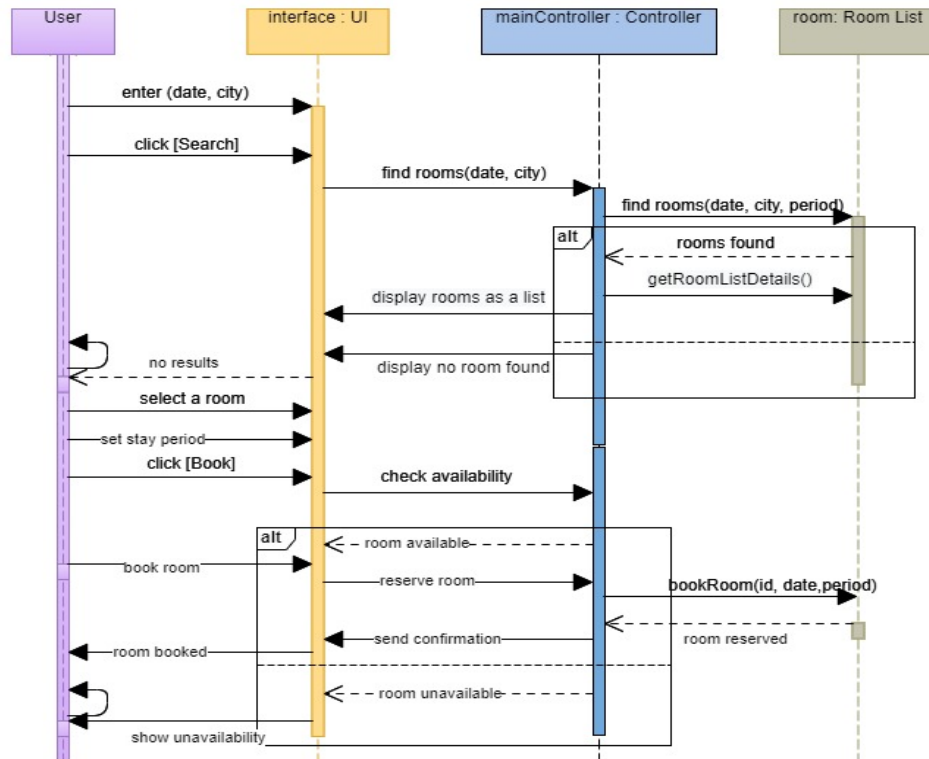 User
interface : UI
mainController : Controller
room: Room List
enter (date, city)
click [Search]
find rooms(date, city)
find rooms(date, city, period)
alt
rooms found
getRoomListDetails()
display rooms as a list
no results
display no room found
select a room
set stay period
click [Book]
check availability
alt
room available
book room
reserve room
bookRoom(id, date,period)
send confirmation
room reserved
room booked
room unavailable
show unavailability